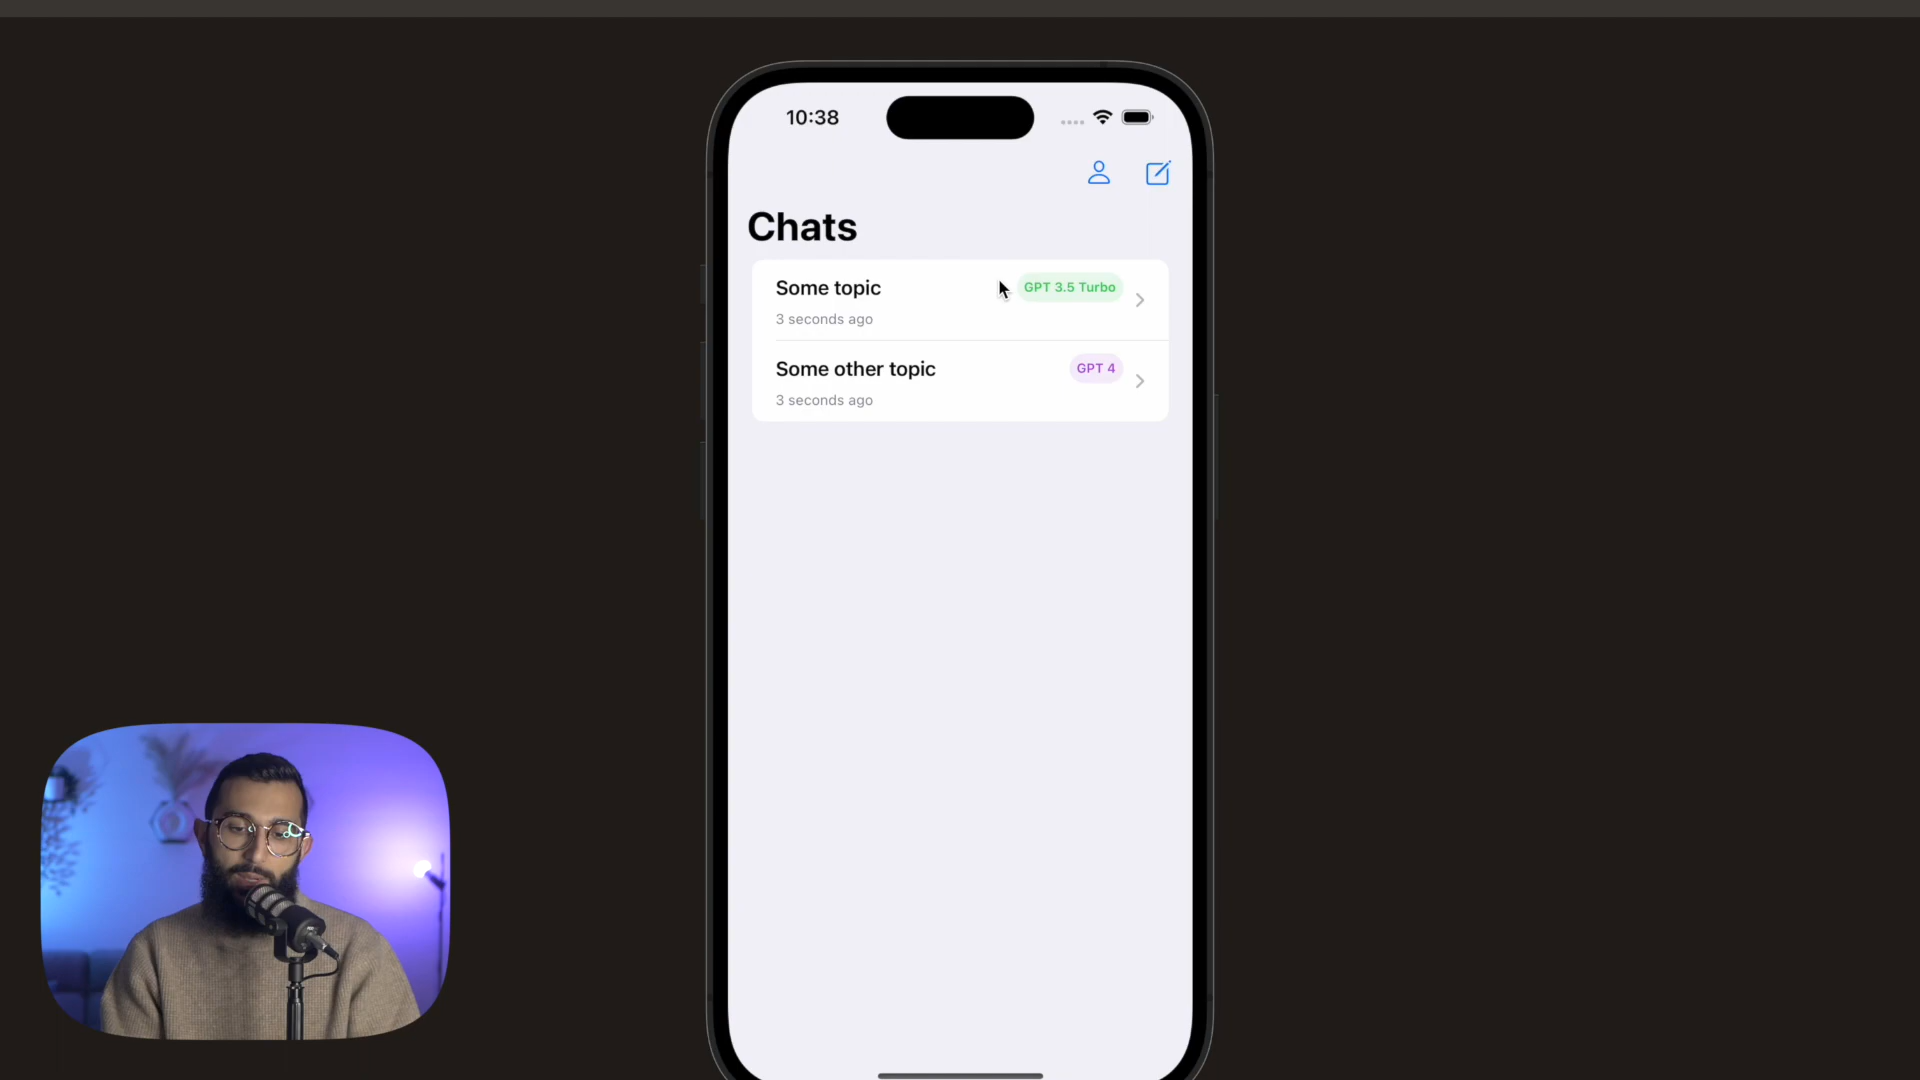 10:38
Chats
Some topic
GPT 3.5 Turbo
3 seconds ago
Some other topic
GPT 4
3 seconds ago